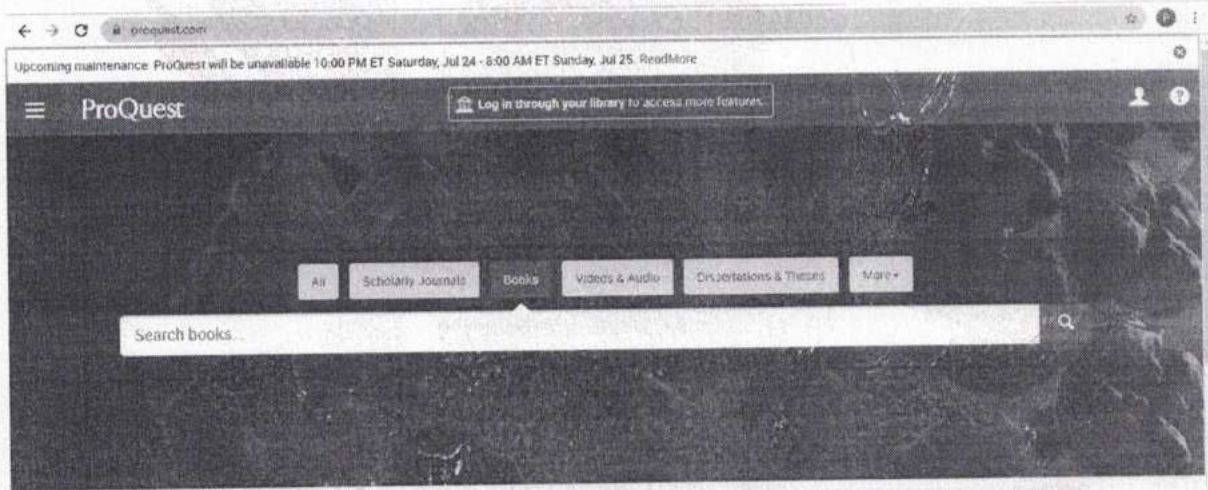 proquest.com
Upcoming maintenance: ProQuest will be unavailable 10:00 PM ET Saturday, Jul 24 - 8:00 AM ET Sunday, Jul 25. ReadMore
ProQuest
Log in through your library to access more features.
All Scholarly Journals Books Videos & Audio Dissertations & Theses More
Search books...